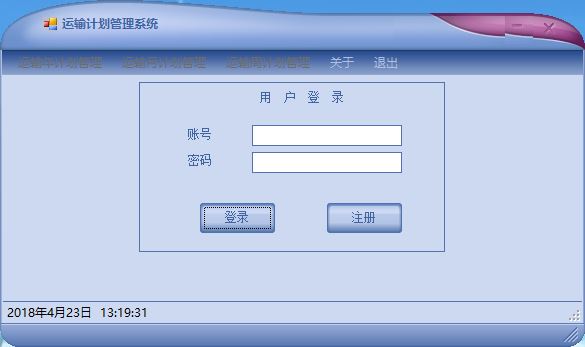 运输计划管理系统
运输年计划管理 运输月计划管理 运输周计划管理 关于 退出
用 户 登 录
账号
密码
登录 注册
2018年4月23日 13:19:31